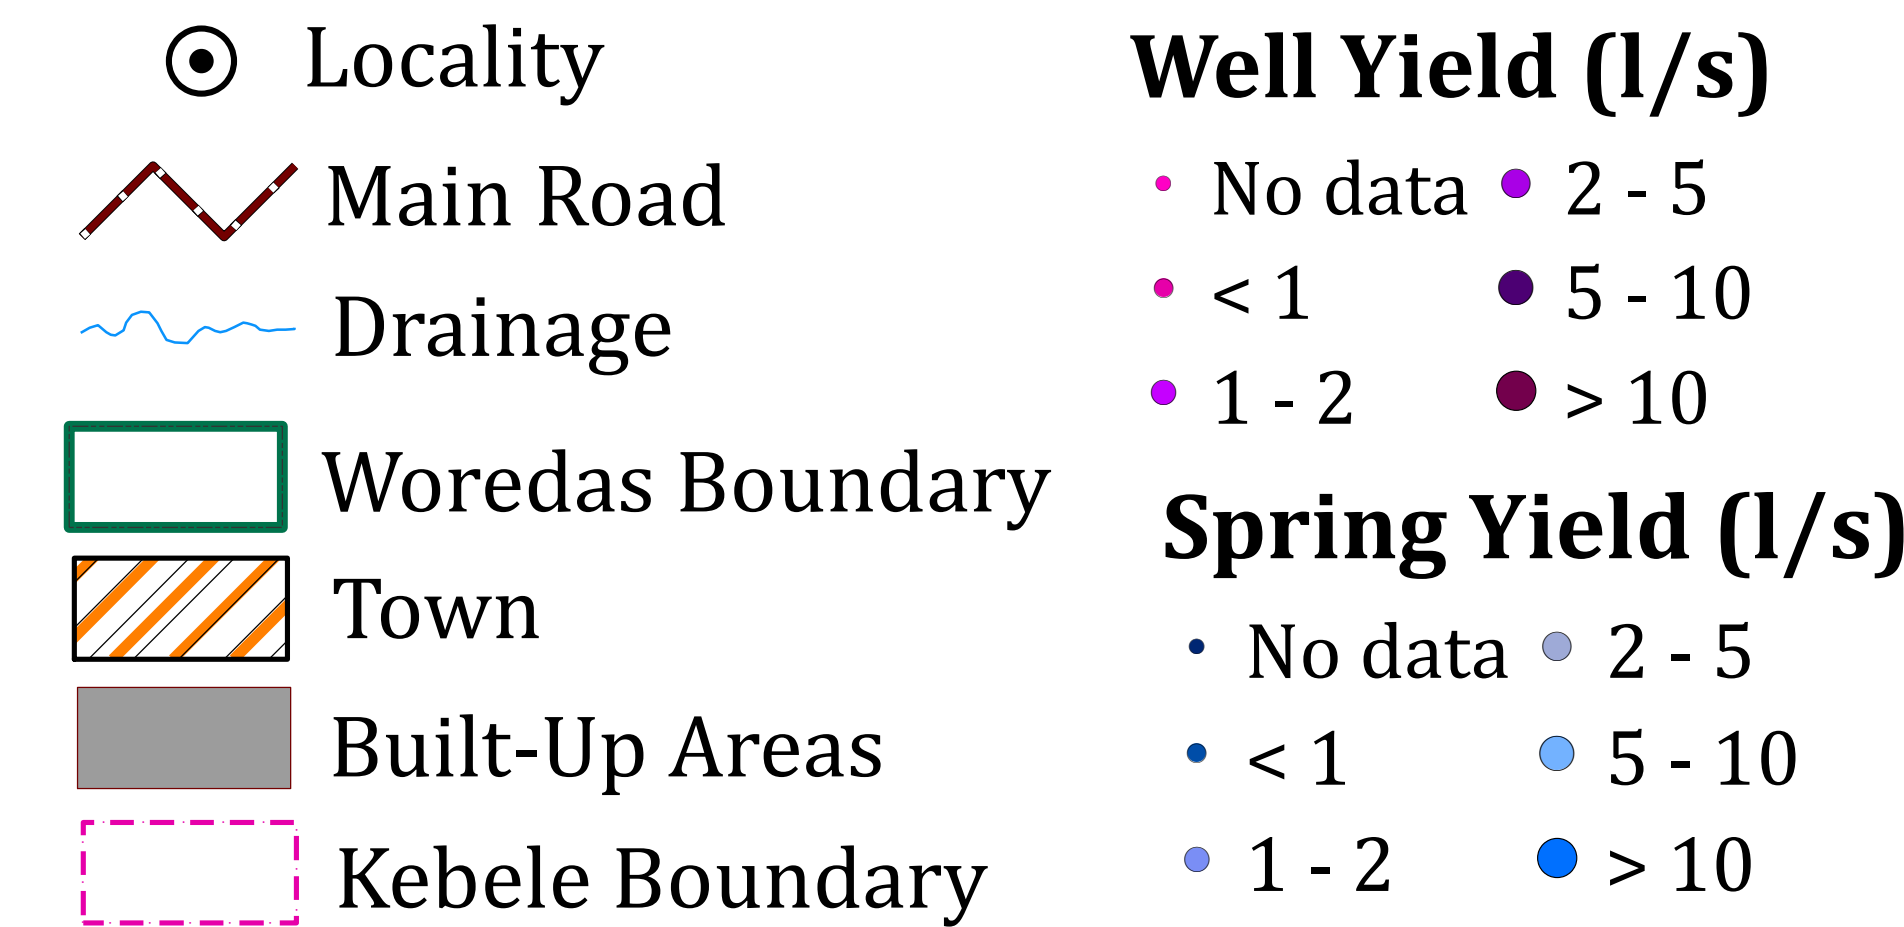 Locality
Main Road
Drainage
Woredas Boundary
Town
Built-Up Areas
Kebele Boundary
Well Yield (l/s)
No data
< 1
1 - 2
2 - 5
5 - 10
> 10
Spring Yield (l/s)
No data
< 1
1 - 2
2 - 5
5 - 10
> 10